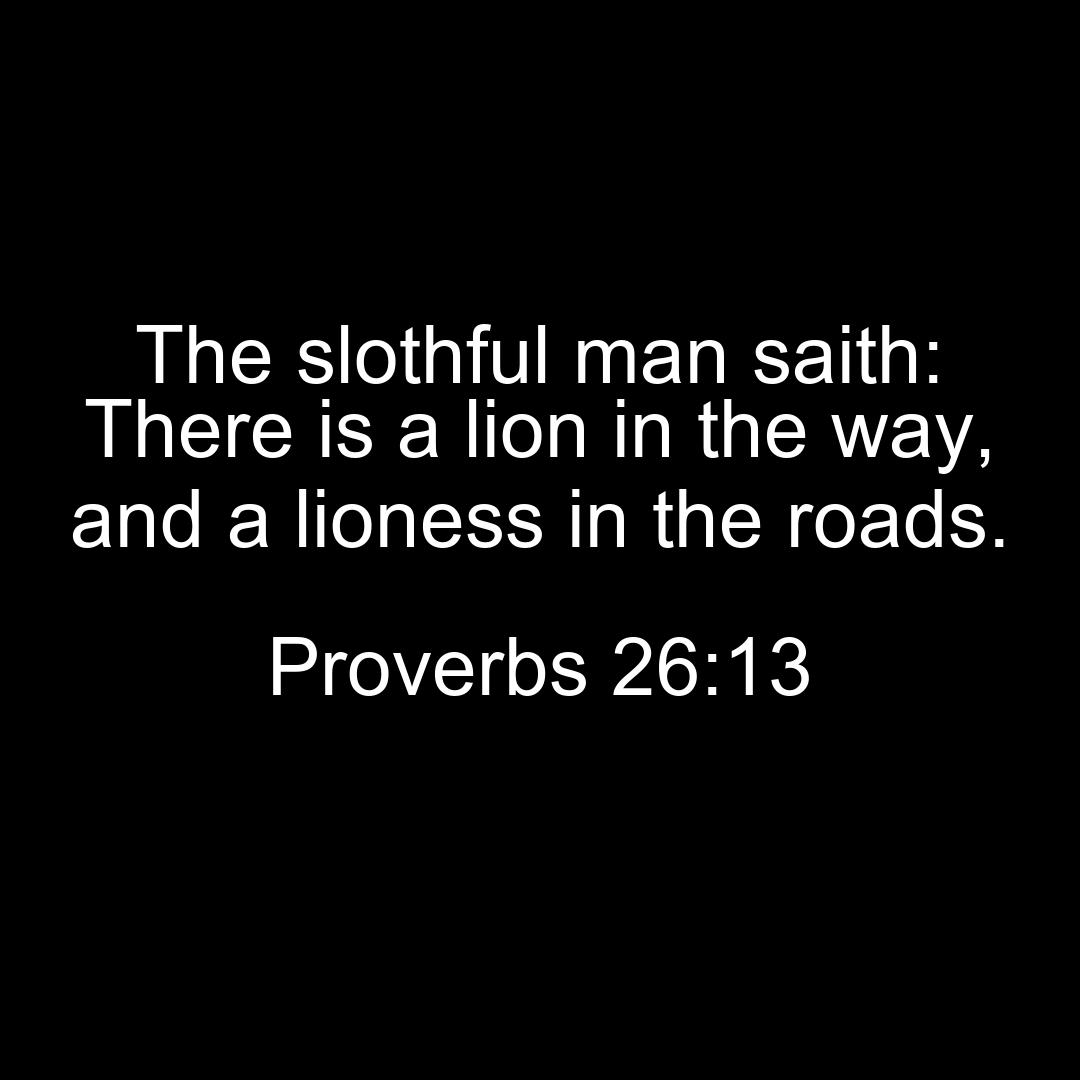 The slothful man saith:
There is a lion in the way,
and a lioness in the roads.
Proverbs 26:13